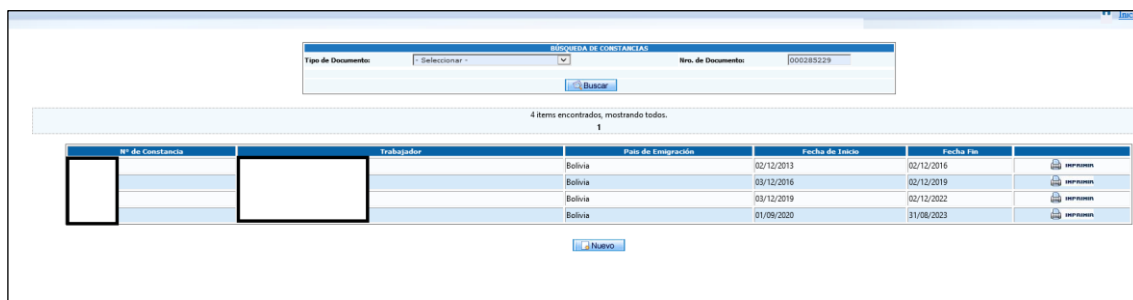 Inic
BÚSQUEDA DE CONSTANCIAS
Tipo de Documento: - Seleccionar - Nro. de Documento: 000285229
Buscar
4 items encontrados, mostrando todos.
1
Nº de Constancia Trabajador Pais de Emigración Fecha de Inicio Fecha Fin
Bolivia 02/12/2013 02/12/2016 IMPRIMIR
Bolivia 03/12/2016 02/12/2019 IMPRIMIR
Bolivia 03/12/2019 02/12/2022 IMPRIMIR
Bolivia 01/09/2020 31/08/2023 IMPRIMIR
Nuevo